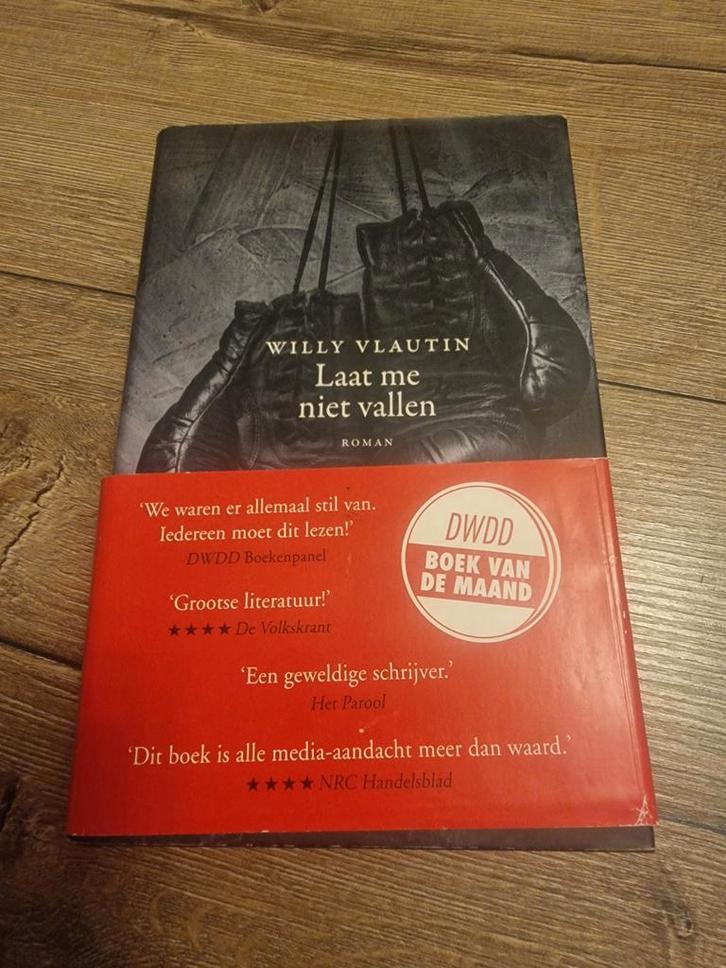 WILLY VLAUTIN
Laat me
niet vallen
ROMAN
'We waren er allemaal stil van.
Iedereen moet dit lezen!'
DWDD Boekenpanel
DWDD
BOEK VAN
DE MAAND
'Grootse literatuur!'
★★★★ De Volkskrant
'Een geweldige schrijver.'
Het Parool
'Dit boek is alle media-aandacht meer dan waard.'
★★★★ NRC Handelsblad